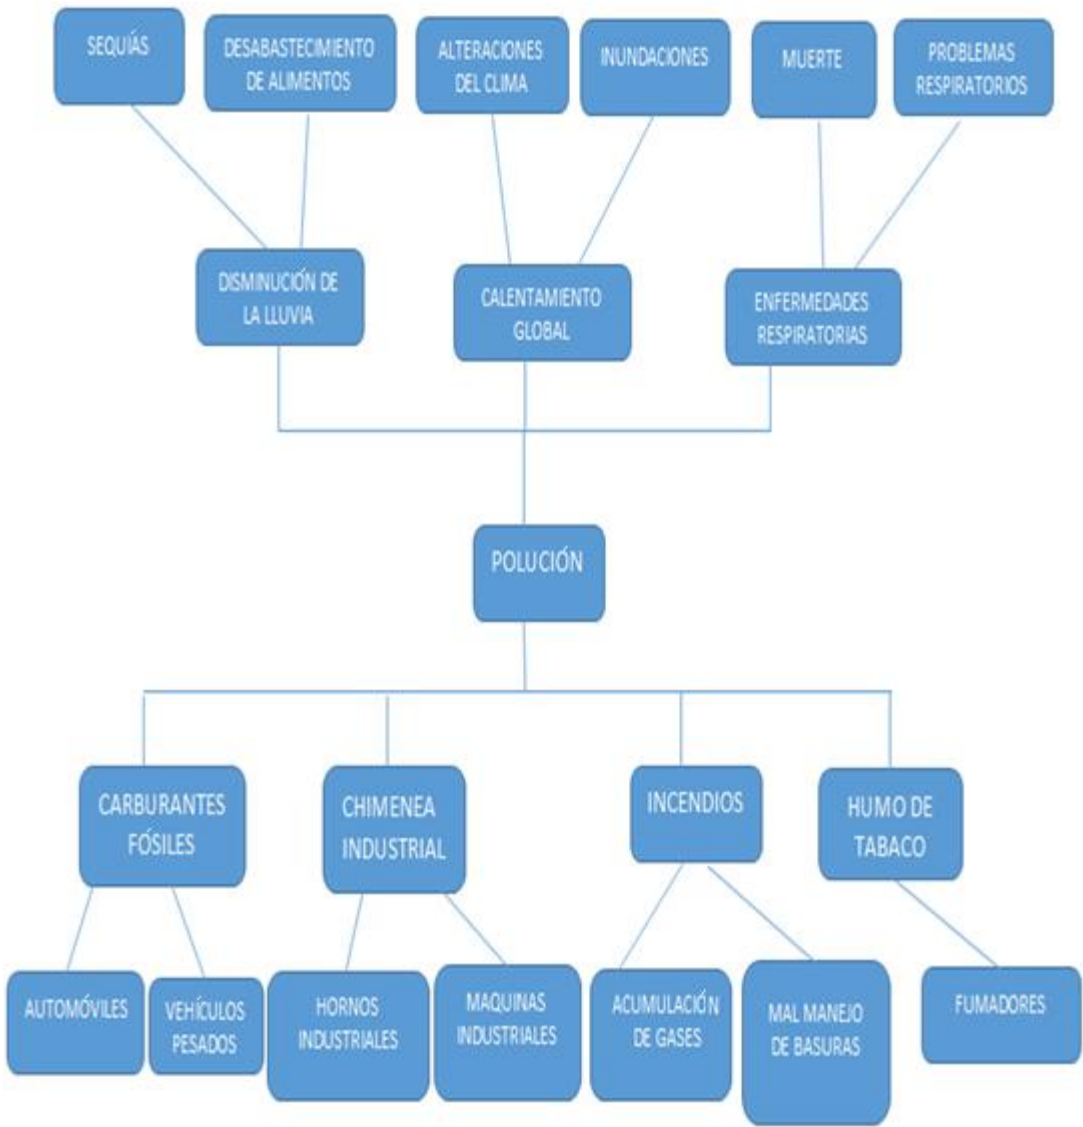 SEQUÍAS
DESABASTECIMIENTO
DE ALIMENTOS
ALTERACIONES
DEL CLIMA
INUNDACIONES
MUERTE
PROBLEMAS
RESPIRATORIOS
DISMINUCIÓN DE
LA LLUVIA
CALENTAMIENTO
GLOBAL
ENFERMEDADES
RESPIRATORIAS
POLUCIÓN
CARBURANTES
FÓSILES
CHIMENEA
INDUSTRIAL
INCENDIOS
HUMO DE
TABACO
AUTOMÓVILES
VEHÍCULOS
PESADOS
HORNOS
INDUSTRIALES
MAQUINAS
INDUSTRIALES
ACUMULACIÓN
DE GASES
MAL MANEJO
DE BASURAS
FUMADORES